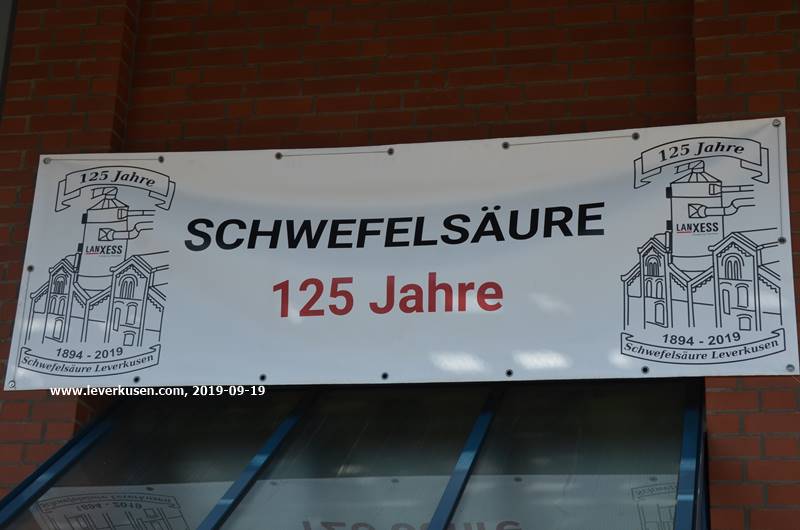 125 Jahre
LANXESS
1894 - 2019
Schwefelsäure Leverkusen
SCHWEFELSÄURE
125 Jahre
125 Jahre
LANXESS
1894 - 2019
Schwefelsäure Leverkusen
www.leverkusen.com, 2019-09-19